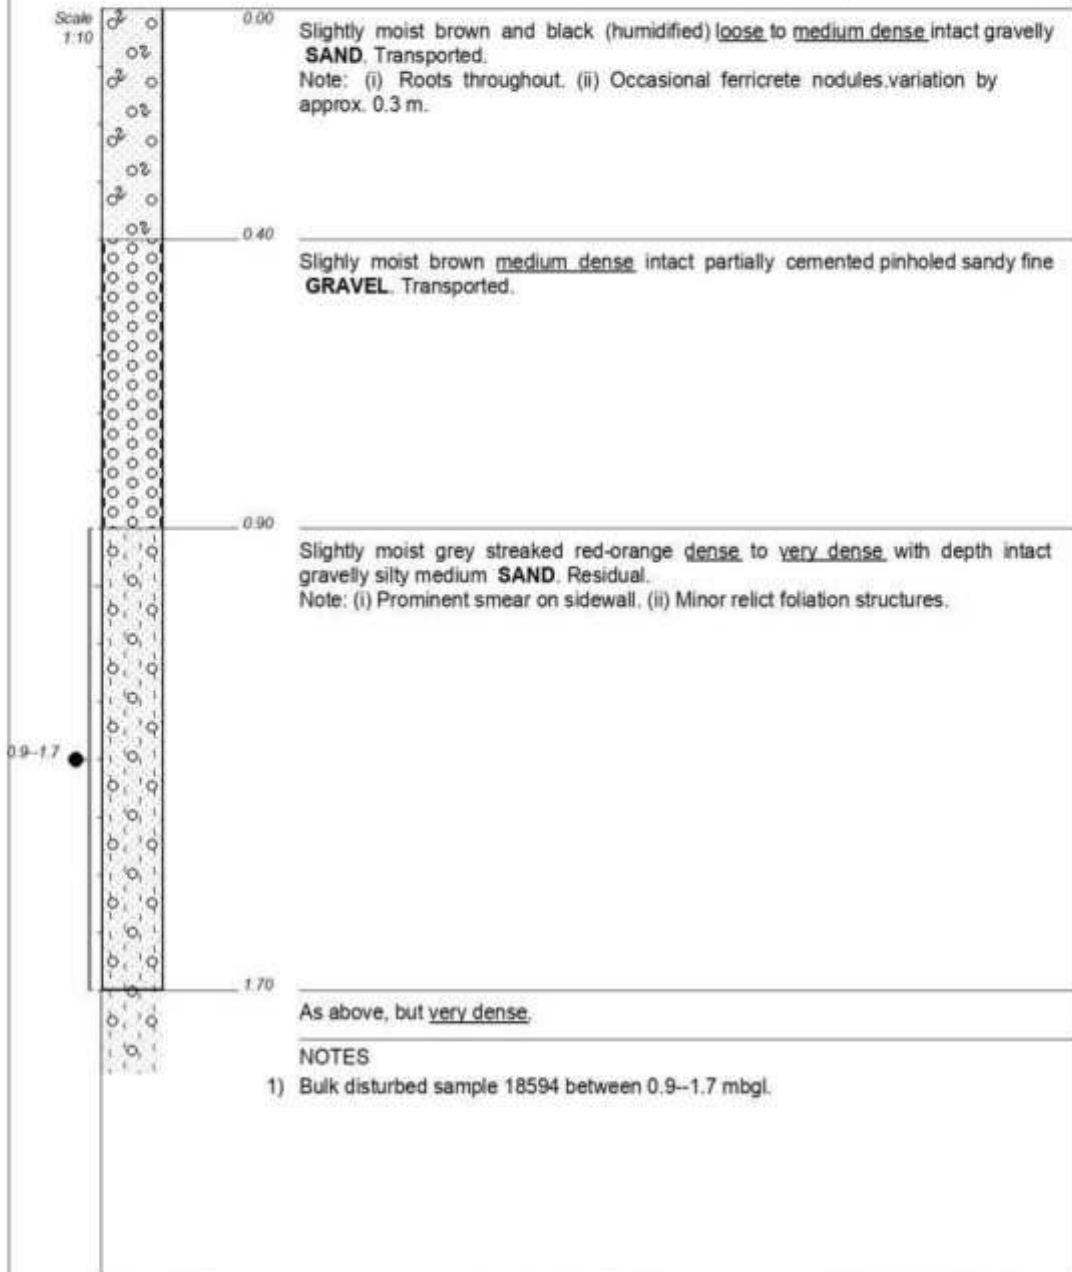 Scale
1:10
0.00
Slightly moist brown and black (humidified) loose to medium dense intact gravelly
SAND. Transported.
Note: (i) Roots throughout. (ii) Occasional ferricrete nodules.variation by
approx. 0.3 m.
0.40
Slighly moist brown medium dense intact partially cemented pinholed sandy fine
GRAVEL. Transported.
0.90
Slightly moist grey streaked red-orange dense to very dense with depth intact
gravelly silty medium SAND. Residual.
Note: (i) Prominent smear on sidewall. (ii) Minor relict foliation structures.
0.9--1.7
1.70
As above, but very dense.
NOTES
1) Bulk disturbed sample 18594 between 0.9--1.7 mbgl.